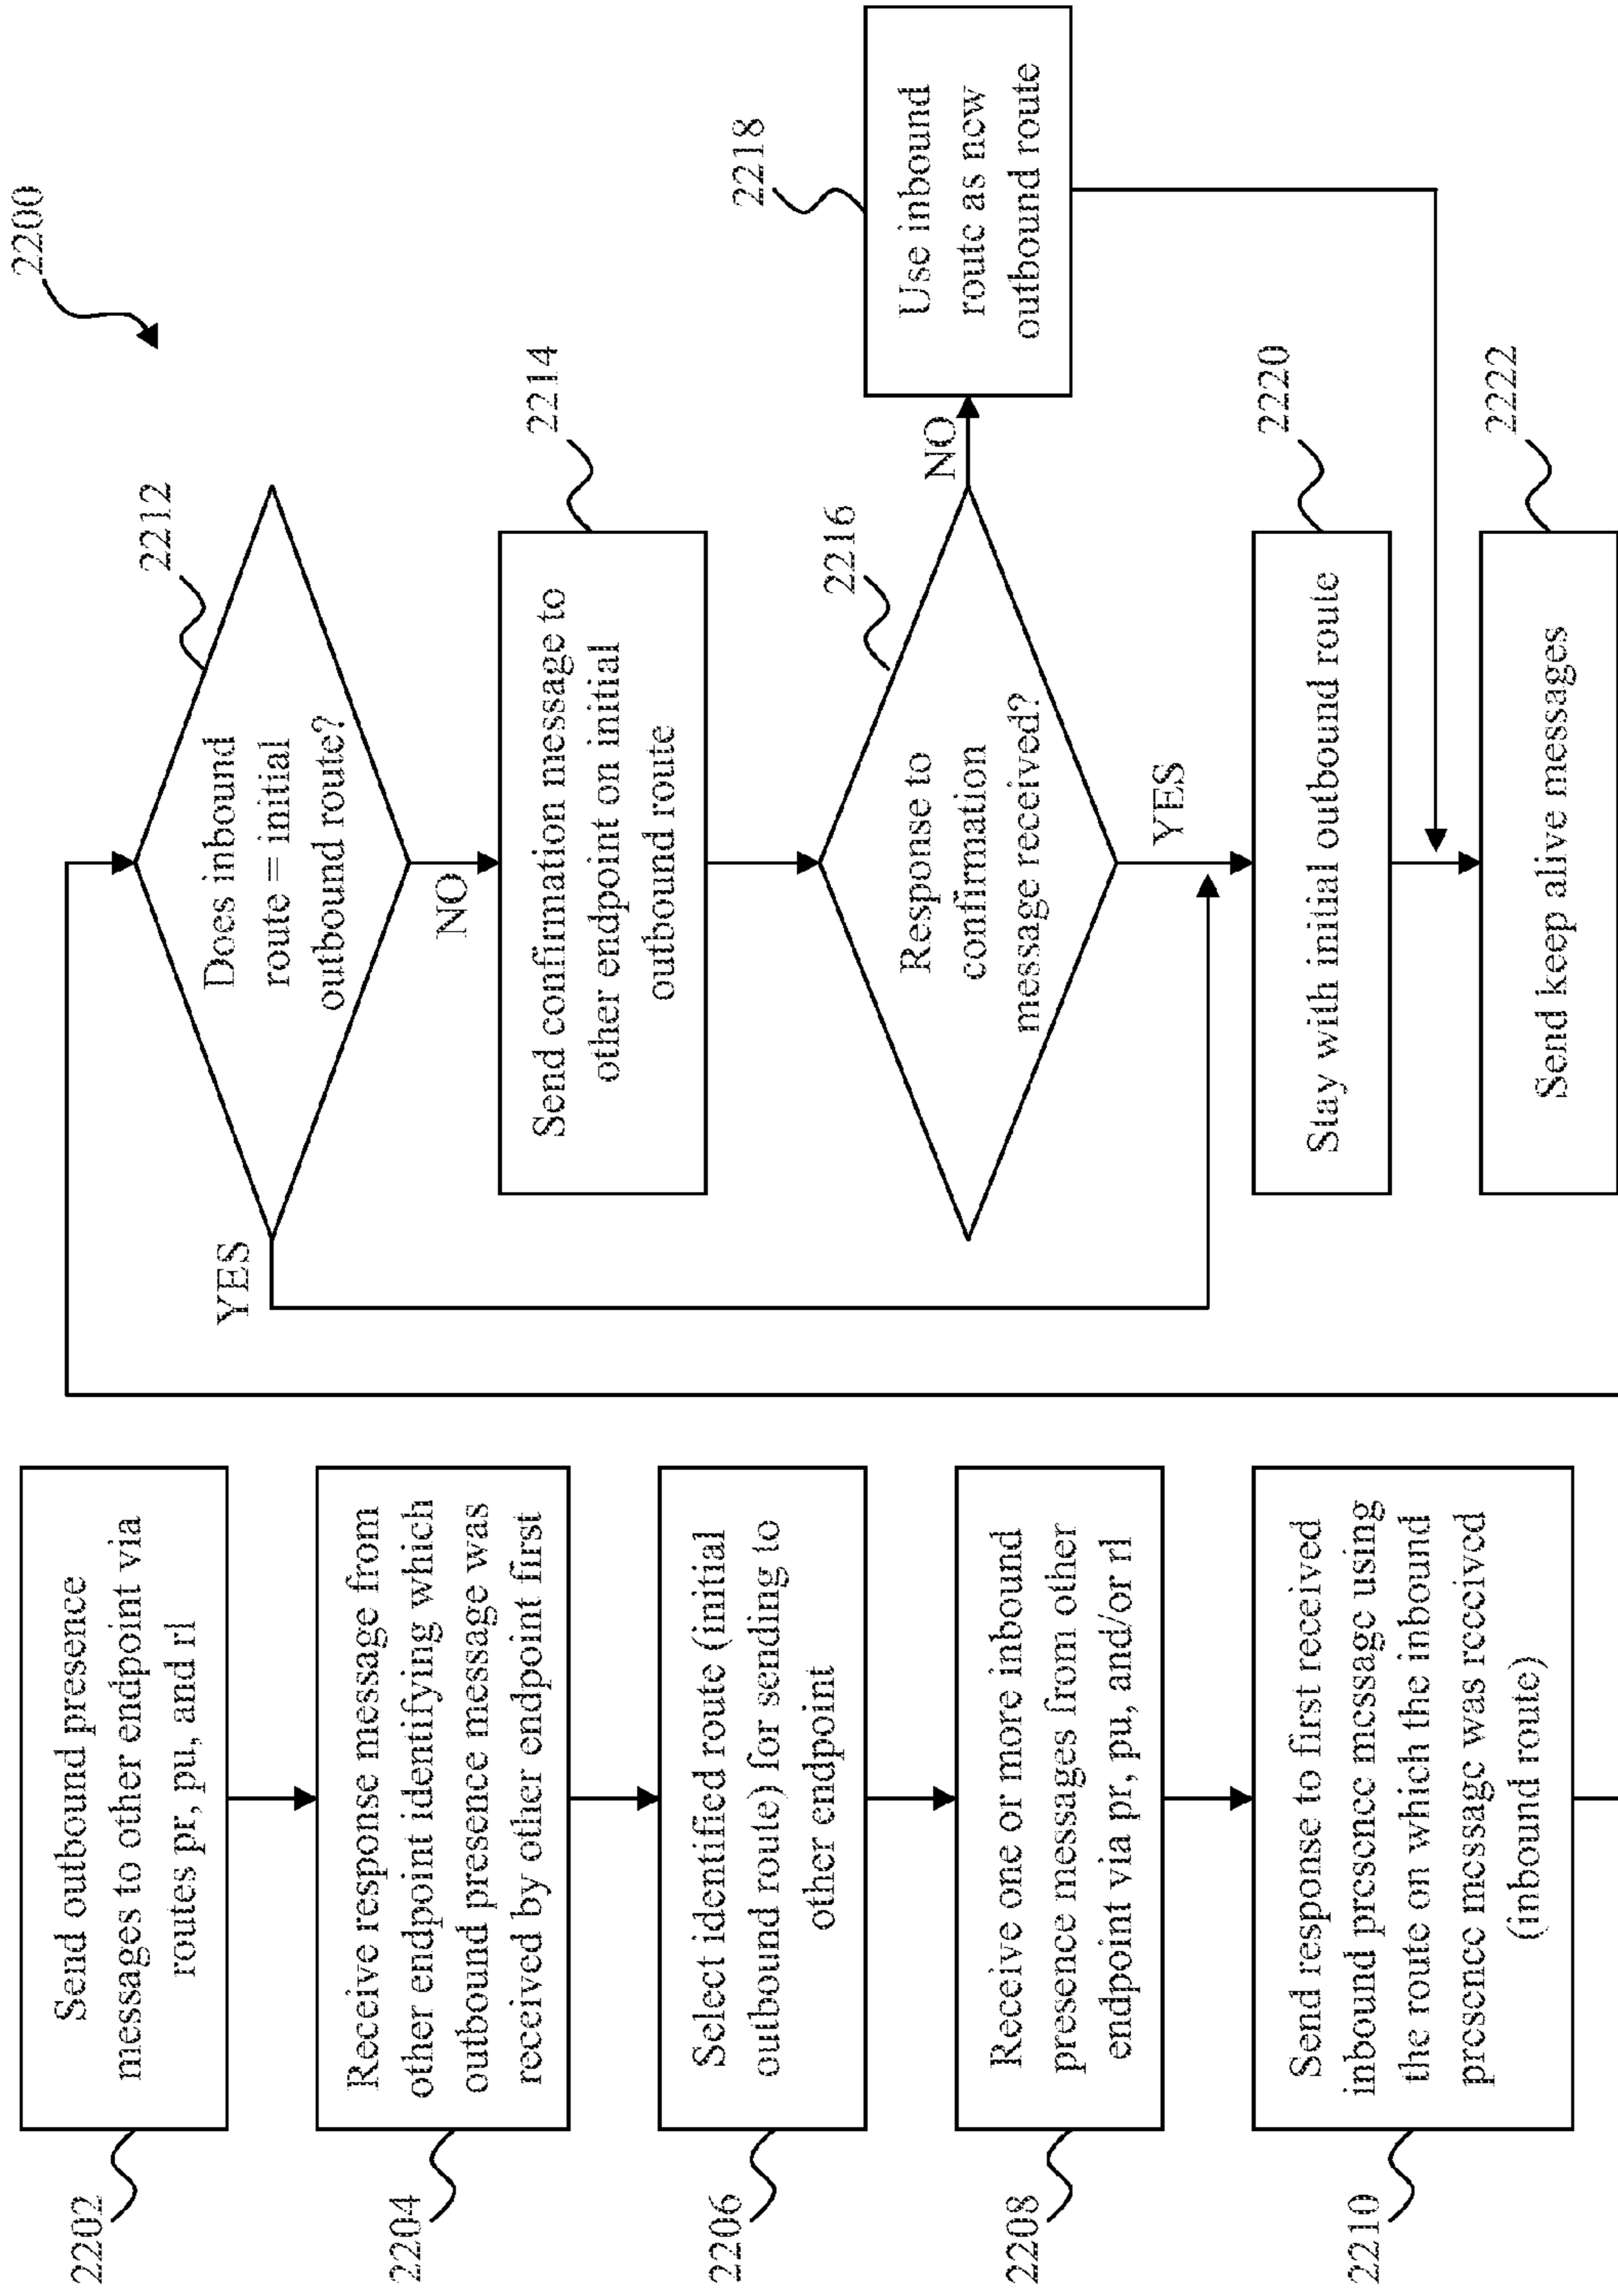 2200
2202
Send outbound presence
messages to other endpoint via
routes pr, pu, and rl
2204
Receive response message from
other endpoint identifying which
outbound presence message was
received by other endpoint first
2206
Select identified route (initial
outbound route) for sending to
other endpoint
2208
Receive one or more inbound
presence messages from other
endpoint via pr, pu, and/or rl
2210
Send response to first received
inbound presence message using
the route on which the inbound
presence message was received
(inbound route)
2212
Does inbound
route = initial
outbound route?
YES
NO
2214
Send confirmation message to
other endpoint on initial
outbound route
2216
Response to
confirmation
message received?
NO
YES
2218
Use inbound
route as new
outbound route
2220
Stay with initial outbound route
2222
Send keep alive messages